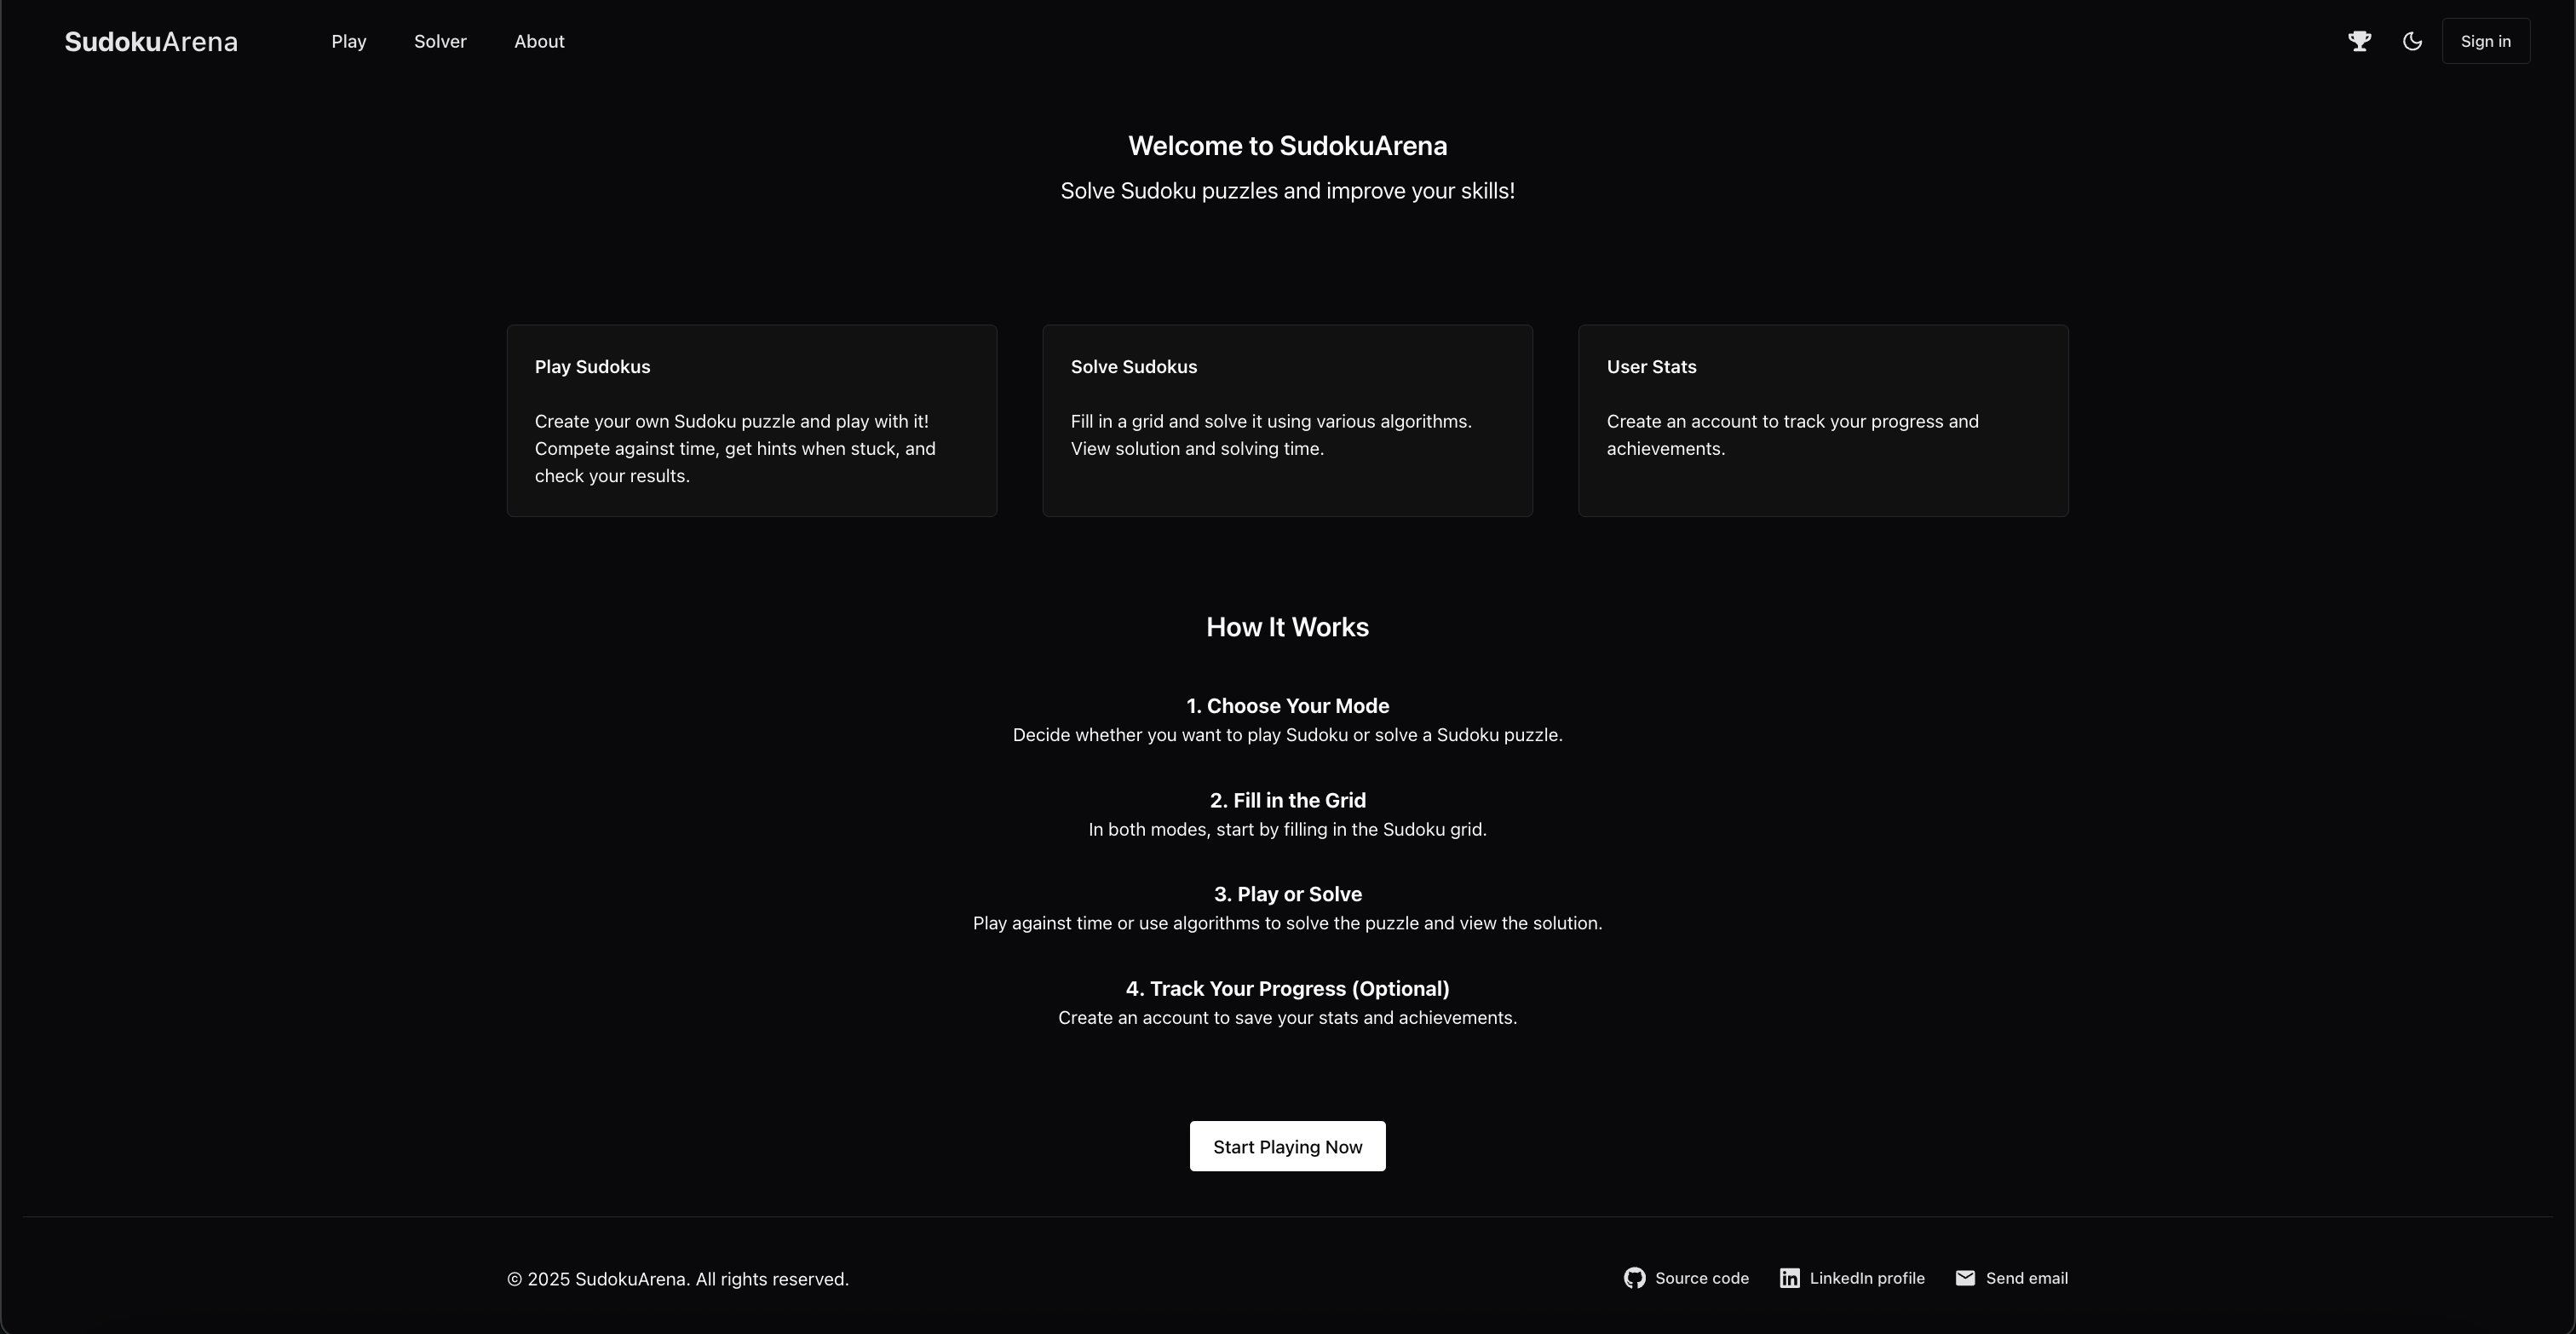 SudokuArena Play Solver About Sign in
Welcome to SudokuArena
Solve Sudoku puzzles and improve your skills!
Play Sudokus
Create your own Sudoku puzzle and play with it!
Compete against time, get hints when stuck, and
check your results.
Solve Sudokus
Fill in a grid and solve it using various algorithms.
View solution and solving time.
User Stats
Create an account to track your progress and
achievements.
How It Works
1. Choose Your Mode
Decide whether you want to play Sudoku or solve a Sudoku puzzle.
2. Fill in the Grid
In both modes, start by filling in the Sudoku grid.
3. Play or Solve
Play against time or use algorithms to solve the puzzle and view the solution.
4. Track Your Progress (Optional)
Create an account to save your stats and achievements.
Start Playing Now
© 2025 SudokuArena. All rights reserved. Source code LinkedIn profile Send email